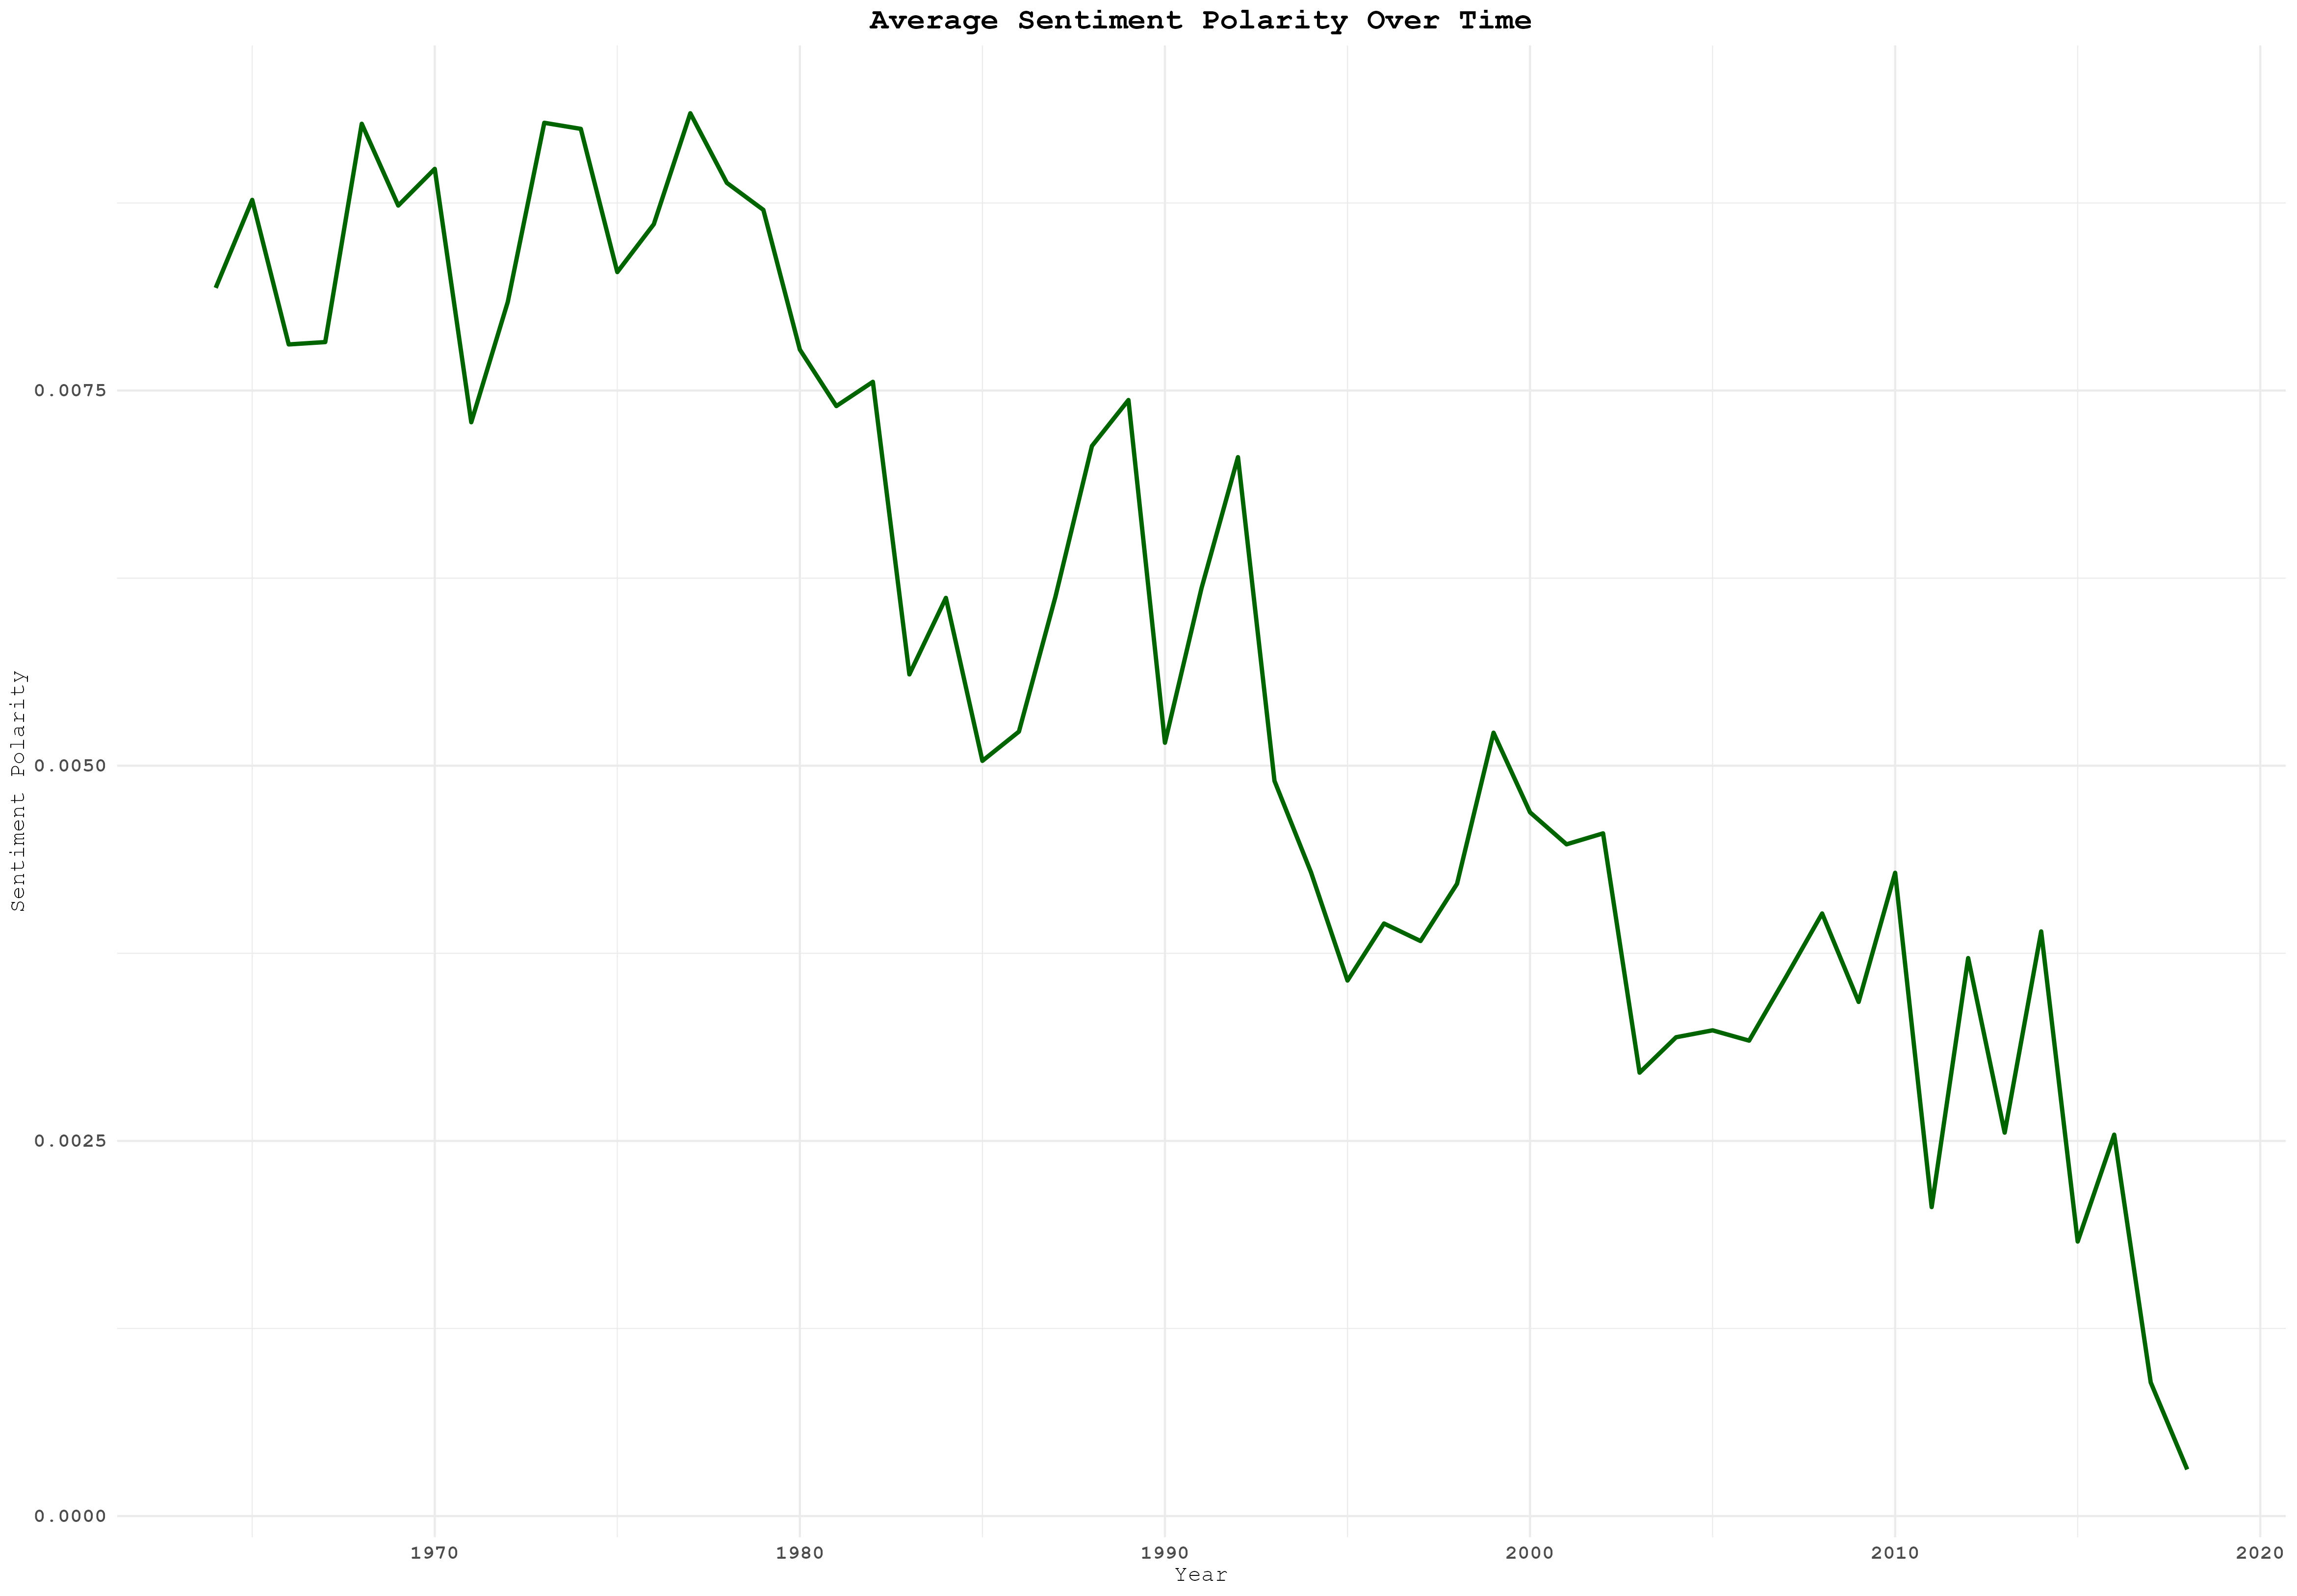 Average Sentiment Polarity Over Time
Sentiment Polarity
0.0075
0.0050
0.0025
0.0000
1970 1980 1990 2000 2010 2020
Year